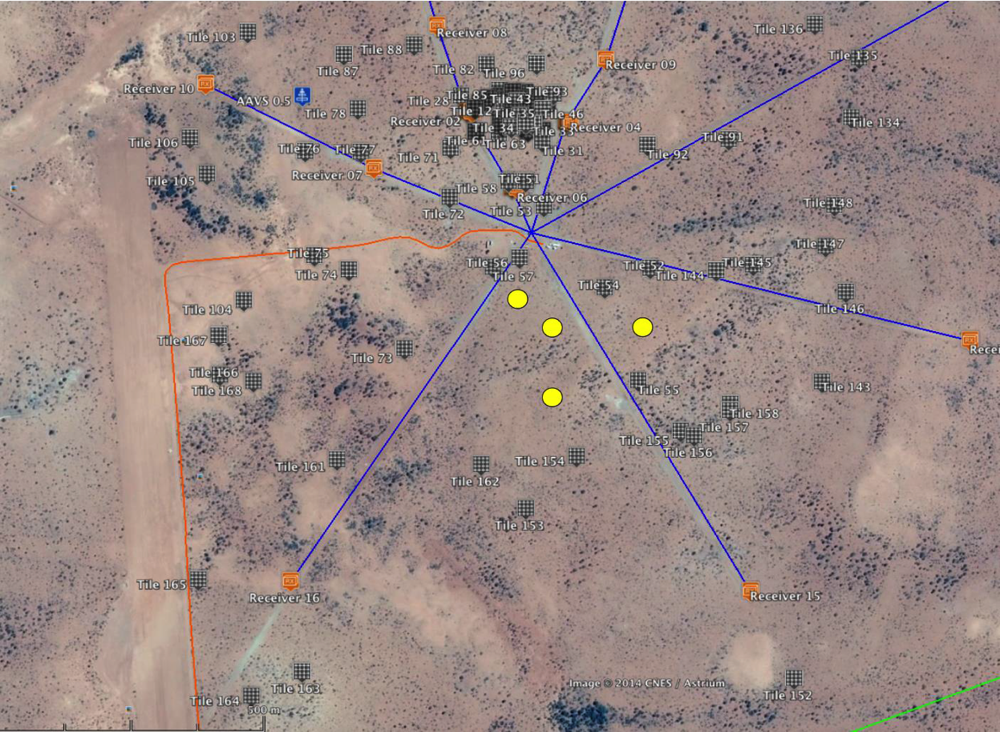 Tile 136
Receiver 08
Tile 103
Tile 88
Tile 135
Receiver 09
Tile 87
Tile 82
Tile 96
Receiver 10
Tile 93
Tile 85
Tile 43
AAVS 0.5
Tile 28
Tile 12
Tile 78
Tile 35
Tile 46
Receiver 02
Tile 134
Receiver 04
Tile 34
Tile 33
Tile 91
Tile 106
Tile 63
Tile 76
Tile 77
Tile 31
Tile 92
Tile 71
Receiver 07
Tile 51
Tile 105
Tile 58
Receiver 06
Tile 148
Tile 72
Tile 53
Tile 147
Tile 75
Tile 56
Tile 145
Tile 52
Tile 74
Tile 57
Tile 144
Tile 54
Tile 104
Tile 146
Tile 167
Tile 73
Tile 166
Tile 143
Tile 168
Tile 55
Tile 158
Tile 157
Tile 155
Tile 156
Tile 161
Tile 154
Tile 162
Tile 153
Tile 165
Receiver 16
Receiver 15
Image © 2014 CNES / Astrium
Tile 163
Tile 152
Tile 164
500 m